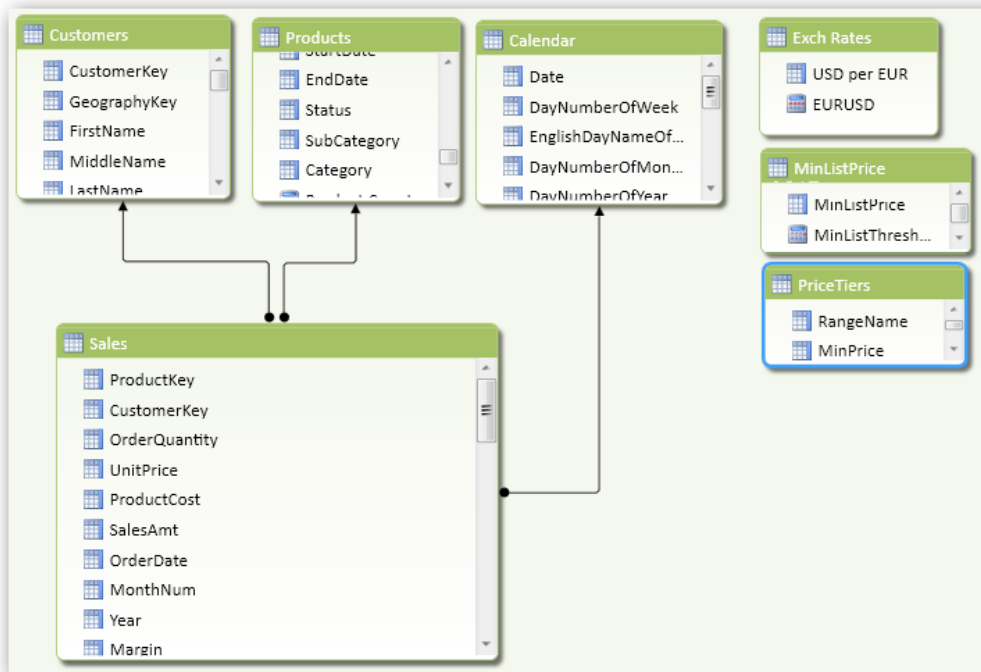 Customers
CustomerKey
GeographyKey
FirstName
MiddleName
LastName
Products
StartDate
EndDate
Status
SubCategory
Category
Calendar
Date
DayNumberOfWeek
EnglishDayNameOf...
DayNumberOfMon...
DayNumberOfYear
Exch Rates
USD per EUR
EURUSD
MinListPrice
MinListPrice
MinListThresh...
PriceTiers
RangeName
MinPrice
Sales
ProductKey
CustomerKey
OrderQuantity
UnitPrice
ProductCost
SalesAmt
OrderDate
MonthNum
Year
Margin